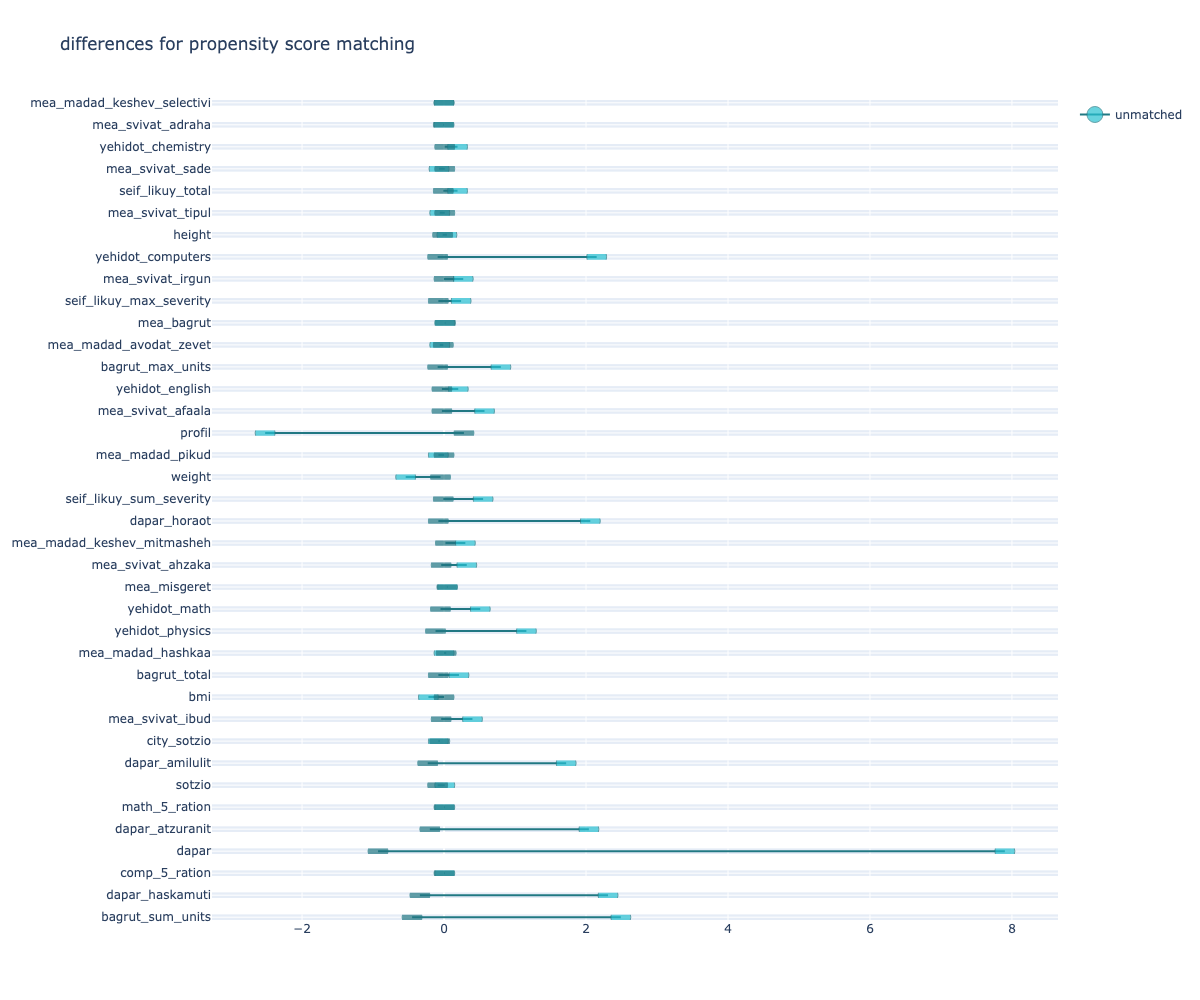 differences for propensity score matching
unmatched
mea_madad_keshev_selectivi
mea_svivat_adraha
yehidot_chemistry
mea_svivat_sade
seif_likuy_total
mea_svivat_tipul
height
yehidot_computers
mea_svivat_irgun
seif_likuy_max_severity
mea_bagrut
mea_madad_avodat_zevet
bagrut_max_units
yehidot_english
mea_svivat_afaala
profil
mea_madad_pikud
weight
seif_likuy_sum_severity
dapar_horaot
mea_madad_keshev_mitmasheh
mea_svivat_ahzaka
mea_misgeret
yehidot_math
yehidot_physics
mea_madad_hashkaa
bagrut_total
bmi
mea_svivat_ibud
city_sotzio
dapar_amilulit
sotzio
math_5_ration
dapar_atzuranit
dapar
comp_5_ration
dapar_haskamuti
bagrut_sum_units
−2 0 2 4 6 8